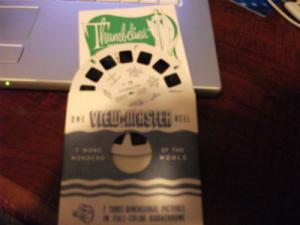 Thumbelina
ONE VIEW-MASTER REEL
7 MORE WONDERS OF THE WORLD
7 THREE DIMENSIONAL PICTURES
IN FULL-COLOR KODACHROME